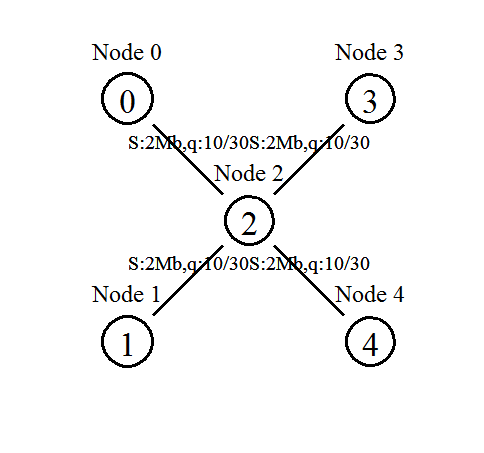 Node 0 Node 3
0 3
S:2Mb,q:10/30S:2Mb,q:10/30
Node 2
2
S:2Mb,q:10/30S:2Mb,q:10/30
Node 1 Node 4
1 4